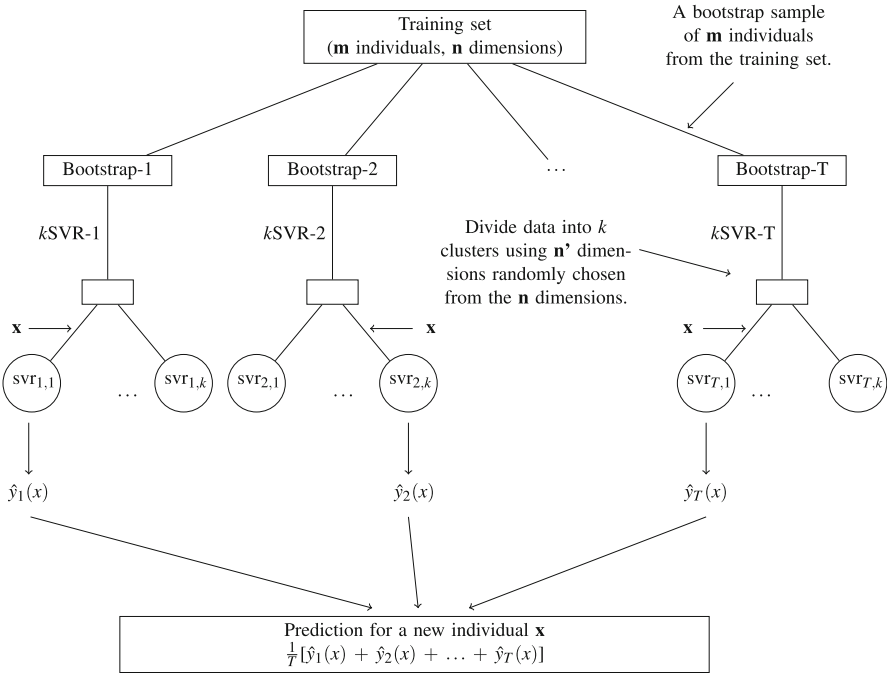 Training set
(m individuals, n dimensions)
A bootstrap sample
of m individuals
from the training set.
Bootstrap-1
Bootstrap-2
...
Bootstrap-T
kSVR-1
kSVR-2
Divide data into k
clusters using n’ dimen-
sions randomly chosen
from the n dimensions.
kSVR-T
x
x
x
svr1,1
...
svr1,k
svr2,1
...
svr2,k
svrT,1
...
svrT,k
ŷ1(x)
ŷ2(x)
ŷT(x)
Prediction for a new individual x
1/T[ŷ1(x) + ŷ2(x) + ... + ŷT(x)]